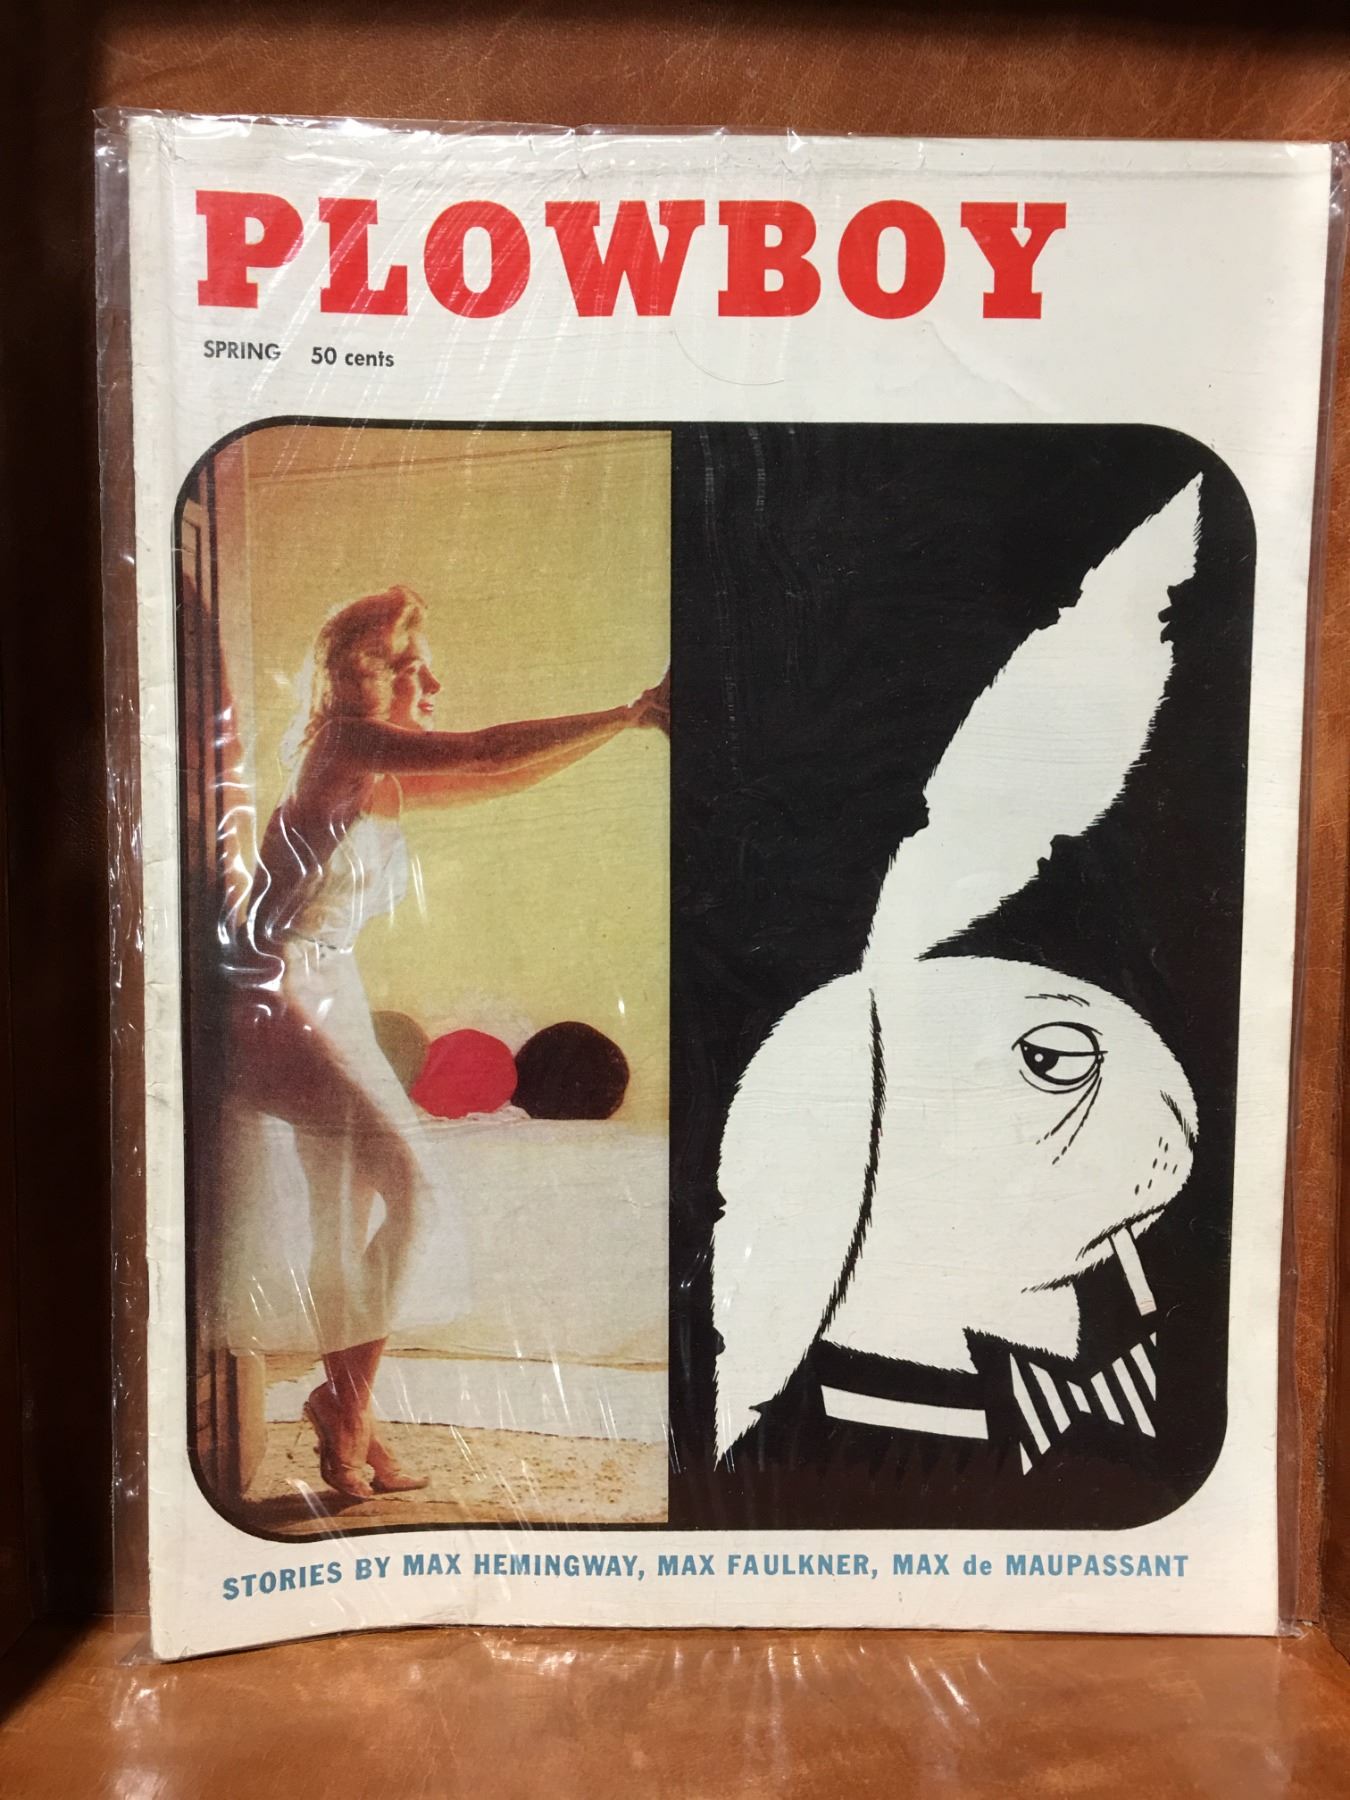 PLOWBOY
SPRING 50 cents
STORIES BY MAX HEMINGWAY, MAX FAULKNER, MAX de MAUPASSANT